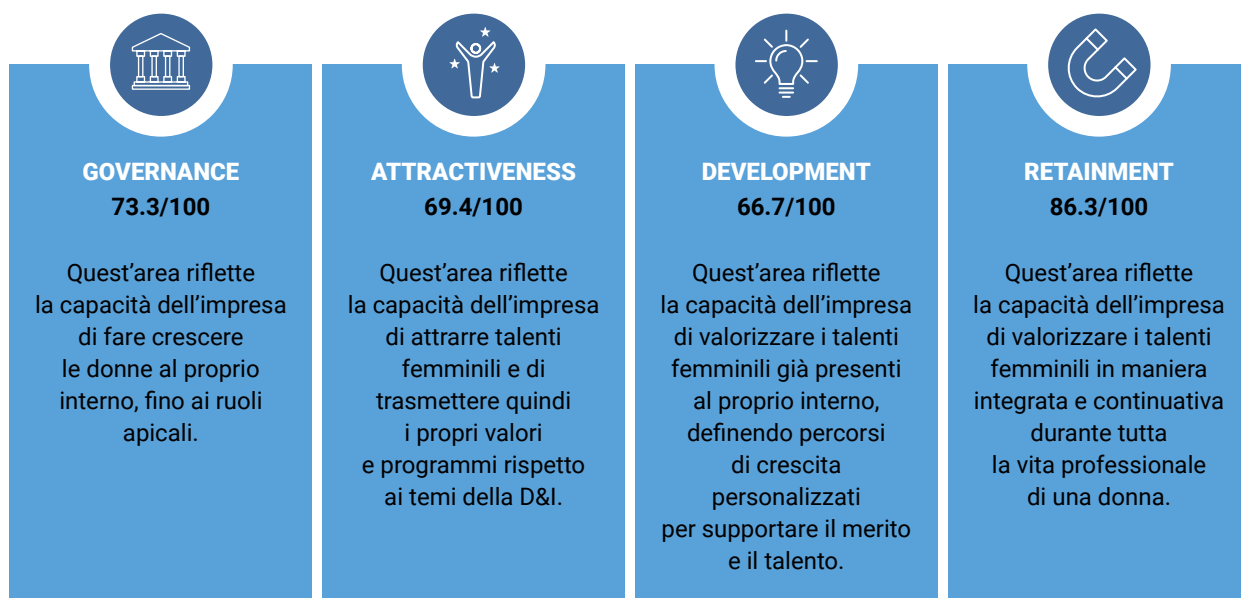 GOVERNANCE
73.3/100
Quest’area riflette
la capacità dell’impresa
di fare crescere
le donne al proprio
interno, fino ai ruoli
apicali.
ATTRACTIVENESS
69.4/100
Quest’area riflette
la capacità dell’impresa
di attrarre talenti
femminili e di
trasmettere quindi
i propri valori
e programmi rispetto
ai temi della D&I.
DEVELOPMENT
66.7/100
Quest’area riflette
la capacità dell’impresa
di valorizzare i talenti
femminili già presenti
al proprio interno,
definendo percorsi
di crescita
personalizzati
per supportare il merito
e il talento.
RETAINMENT
86.3/100
Quest’area riflette
la capacità dell’impresa
di valorizzare i talenti
femminili in maniera
integrata e continuativa
durante tutta
la vita professionale
di una donna.